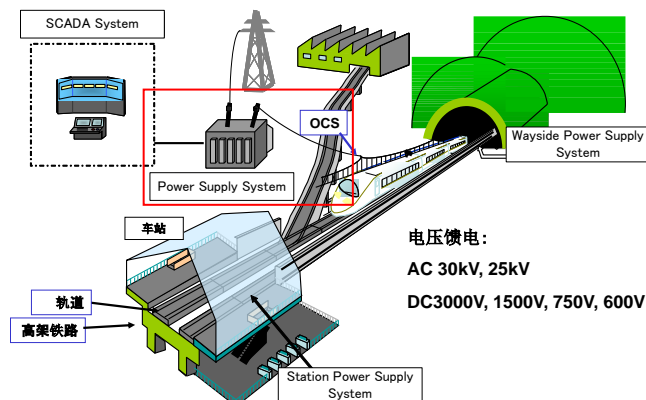 SCADA System
OCS
Wayside Power Supply
System
Power Supply System
车站
电压馈电:
AC 30kV, 25kV
DC3000V, 1500V, 750V, 600V
轨道
高架铁路
Station Power Supply
System